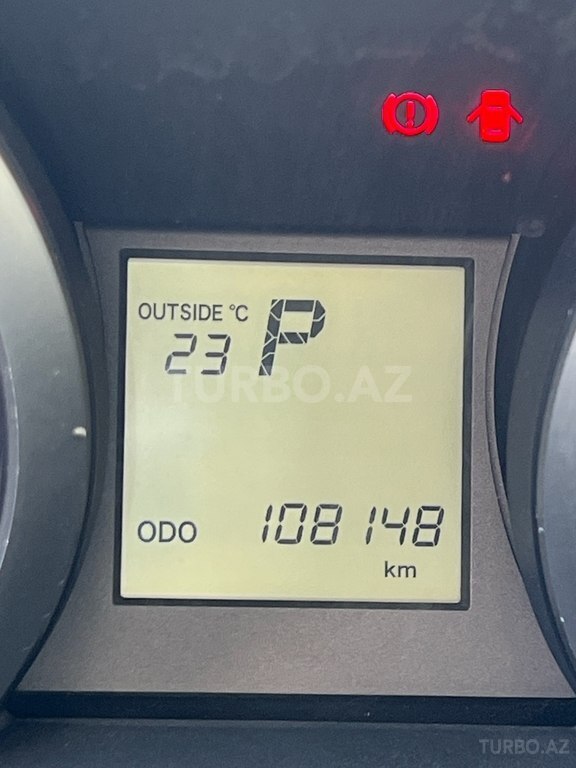 OUTSIDE °C P
23
TURBO.AZ
ODO 108148
km
TURBO.AZ